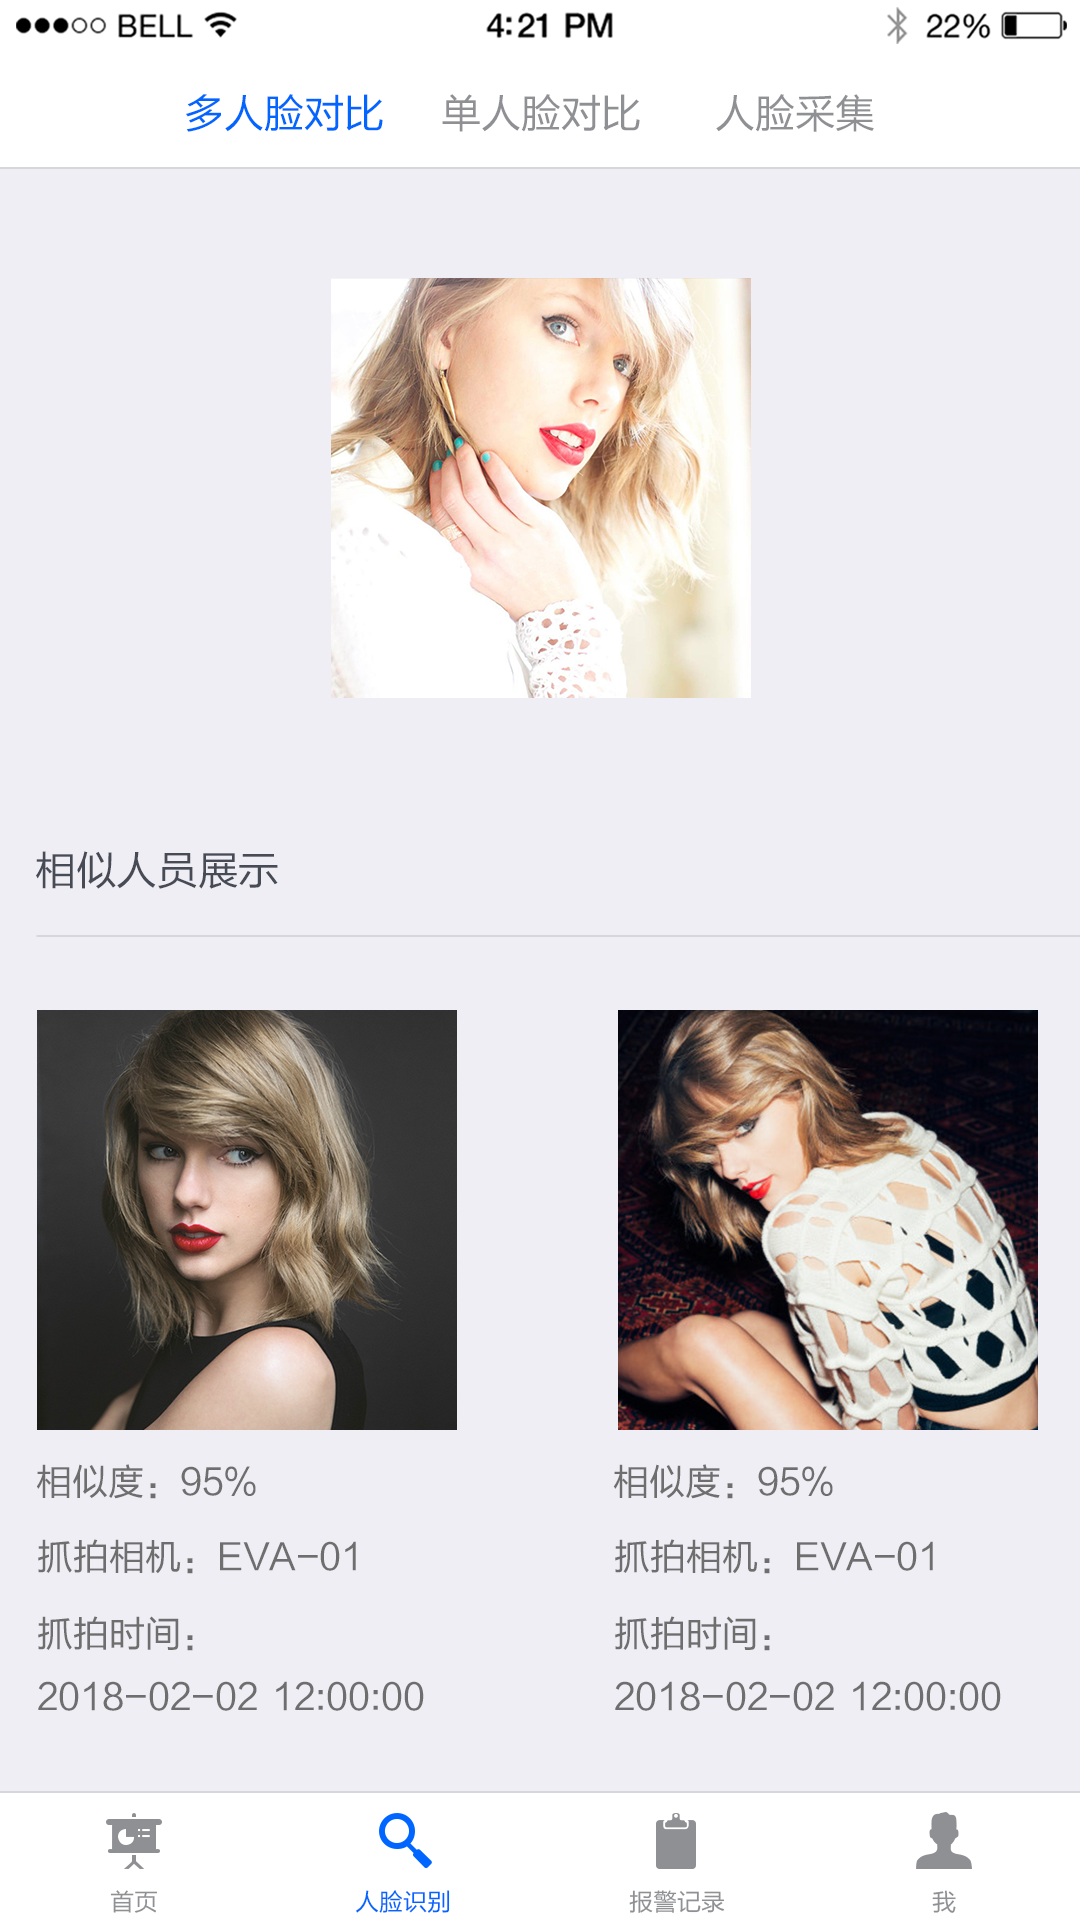 BELL 4:21 PM 22%
多人脸对比 单人脸对比 人脸采集
相似人员展示
相似度：95% 相似度：95%
抓拍相机：EVA-01 抓拍相机：EVA-01
抓拍时间： 抓拍时间：
2018-02-02 12:00:00 2018-02-02 12:00:00
首页 人脸识别 报警记录 我